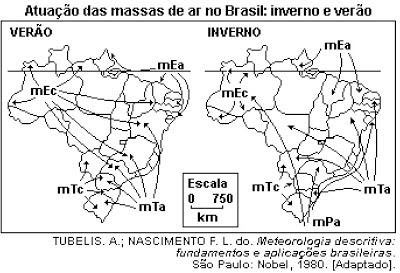 Atuação das massas de ar no Brasil: inverno e verão
VERÃO
mEa
mEc
mTc
mTa
INVERNO
mEa
mEc
mTc
mTa
mPa
Escala
0 750
km
TUBELIS. A.; NASCIMENTO F. L. do. Meteorologia descritiva:
fundamentos e aplicações brasileiras.
São Paulo: Nobel, 1980. [Adaptado].